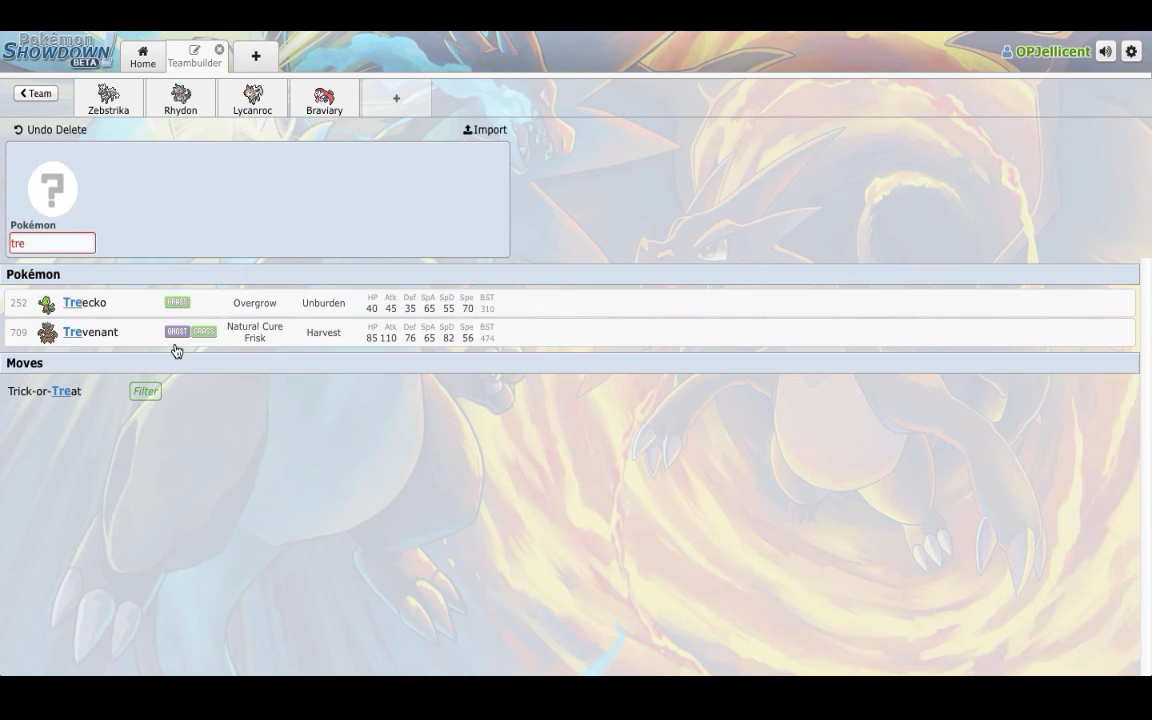 Pokémon
SHOWDOWN
BETA
Home
Teambuilder
+
OPJellicent
Team
Zebstrika
Rhydon
Lycanroc
Braviary
+
Undo Delete
Import
?
Pokémon
tre
Pokémon
252 Treecko GRASS Overgrow Unburden HP 40 Atk 45 Def 35 SpA 65 SpD 55 Spe 70 BST 310
709 Trevenant GHOST GRASS Natural Cure Frisk Harvest HP 85 Atk 110 Def 76 SpA 65 SpD 82 Spe 56 BST 474
Moves
Trick-or-Treat Filter